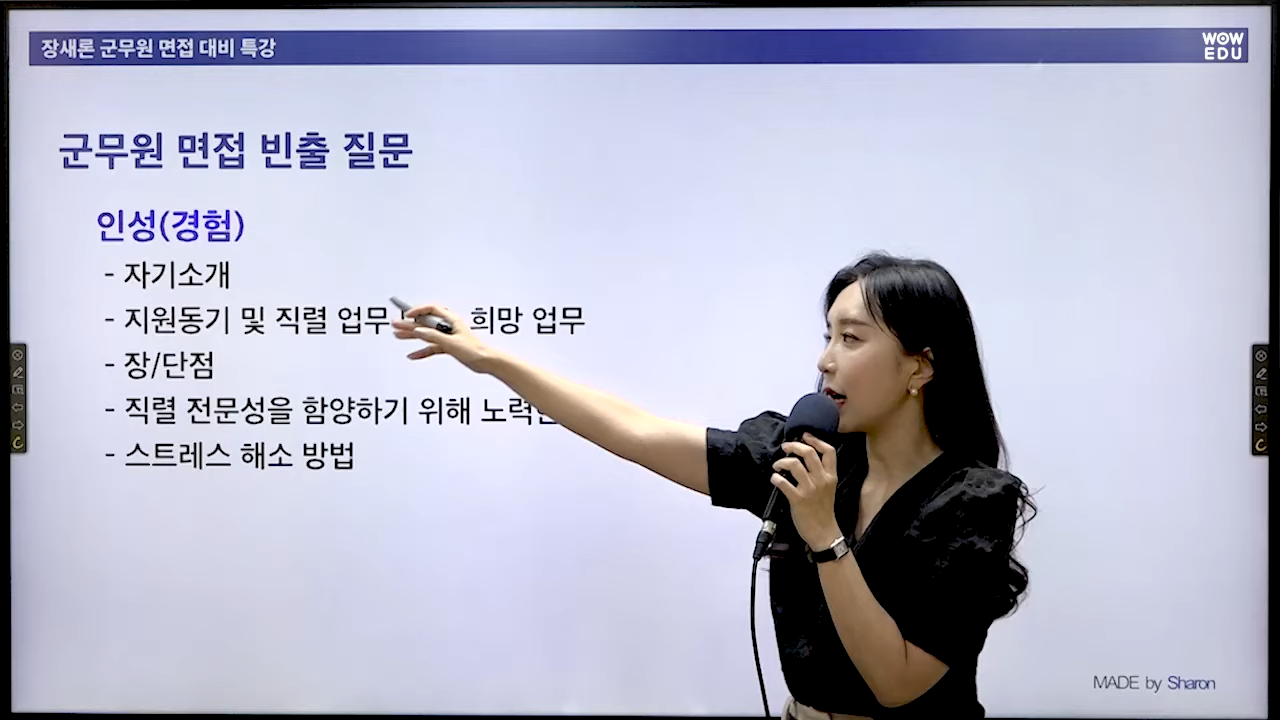 장새론 군무원 면접 대비 특강
WOW
EDU
군무원 면접 빈출 질문
인성(경험)
- 자기소개
- 지원동기 및 직렬 업무 희망 업무
- 장/단점
- 직렬 전문성을 함양하기 위해
- 스트레스 해소 방법
MADE by Sharon